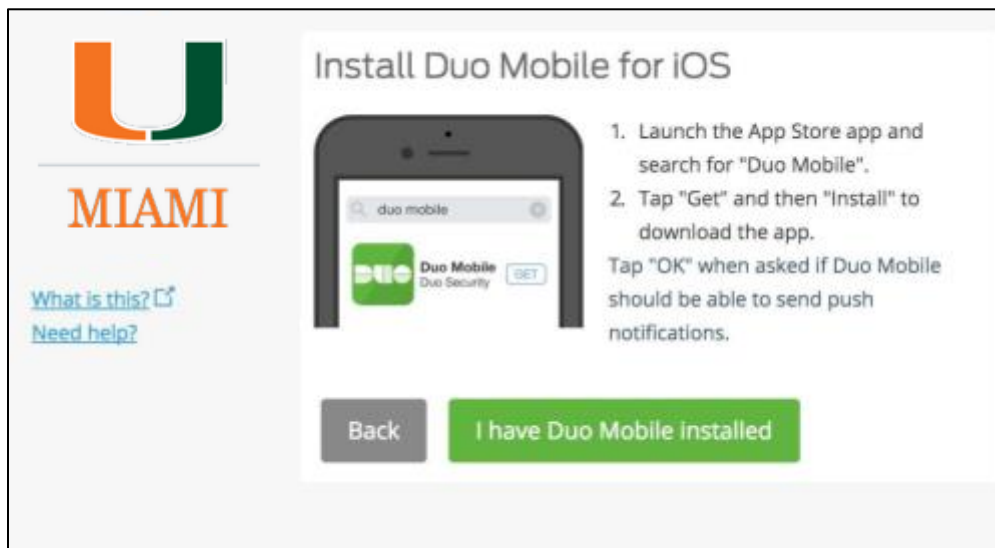 MIAMI
What is this?
Need help?
Install Duo Mobile for iOS
duo mobile
DUO
Duo Mobile
Duo Security
GET
1. Launch the App Store app and
search for "Duo Mobile".
2. Tap "Get" and then "Install" to
download the app.
Tap "OK" when asked if Duo Mobile
should be able to send push
notifications.
Back
I have Duo Mobile installed